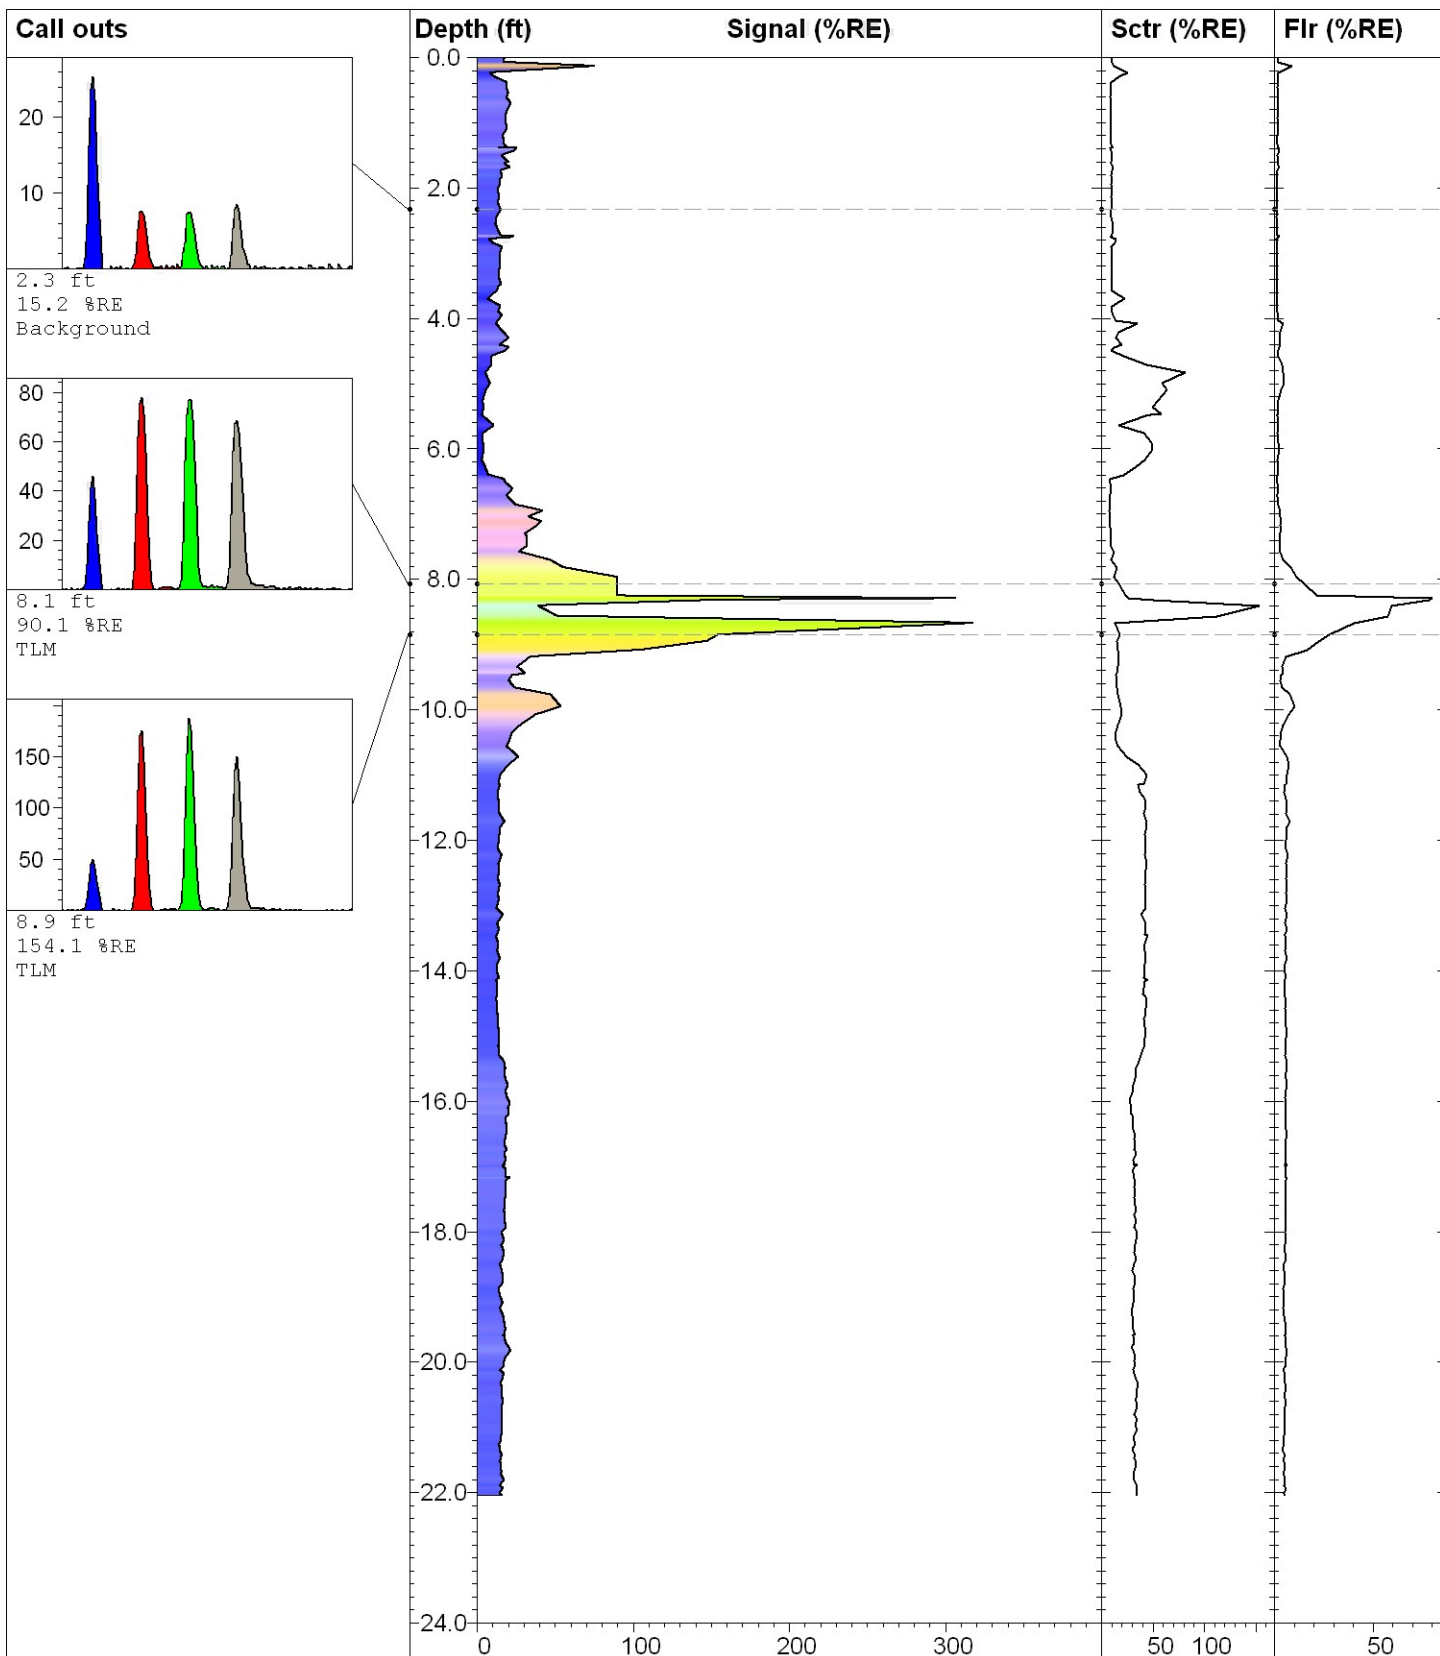 Call outs
Depth (ft)
Signal (%RE)
Sctr (%RE)
Flr (%RE)
20
10
2.3 ft
15.2 %RE
Background
80
60
40
20
8.1 ft
90.1 %RE
TLM
150
100
50
8.9 ft
154.1 %RE
TLM
0.0
2.0
4.0
6.0
8.0
10.0
12.0
14.0
16.0
18.0
20.0
22.0
24.0
0 100 200 300
50 100
50